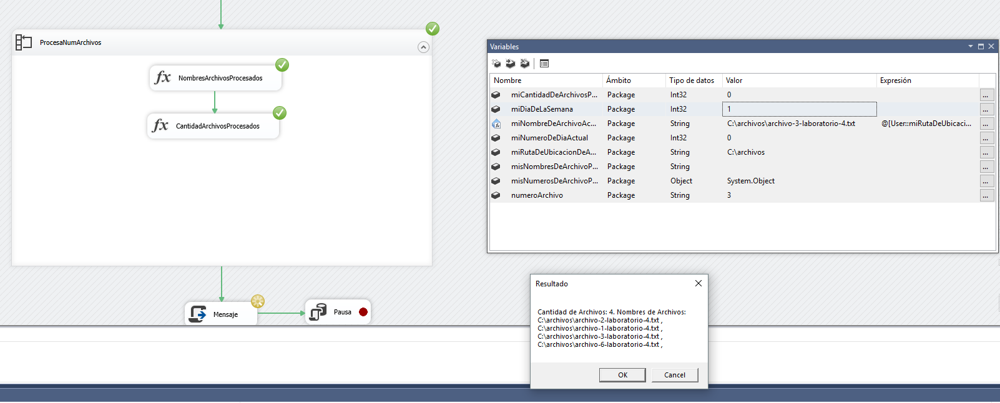 ProcesaNumArchivos
fx NombresArchivosProcesados
fx CantidadArchivosProcesados
Mensaje
Pausa
Variables
Nombre Ámbito Tipo de datos Valor Expresión
miCantidadDeArchivosP... Package Int32 0 ...
miDiaDeLaSemana Package Int32 1 ...
miNombreDeArchivoAc... Package String C:\archivos\archivo-3-laboratorio-4.txt @[User::miRutaDeUbicaci... ...
miNumeroDeDiaActual Package Int32 0 ...
miRutaDeUbicacionDeA... Package String C:\archivos ...
misNombresDeArchivoP... Package String ...
misNumerosDeArchivoP... Package Object System.Object ...
numeroArchivo Package String 3 ...
Resultado
Cantidad de Archivos: 4. Nombres de Archivos:
C:\archivos\archivo-2-laboratorio-4.txt ,
C:\archivos\archivo-1-laboratorio-4.txt ,
C:\archivos\archivo-3-laboratorio-4.txt ,
C:\archivos\archivo-6-laboratorio-4.txt ,
OK Cancel